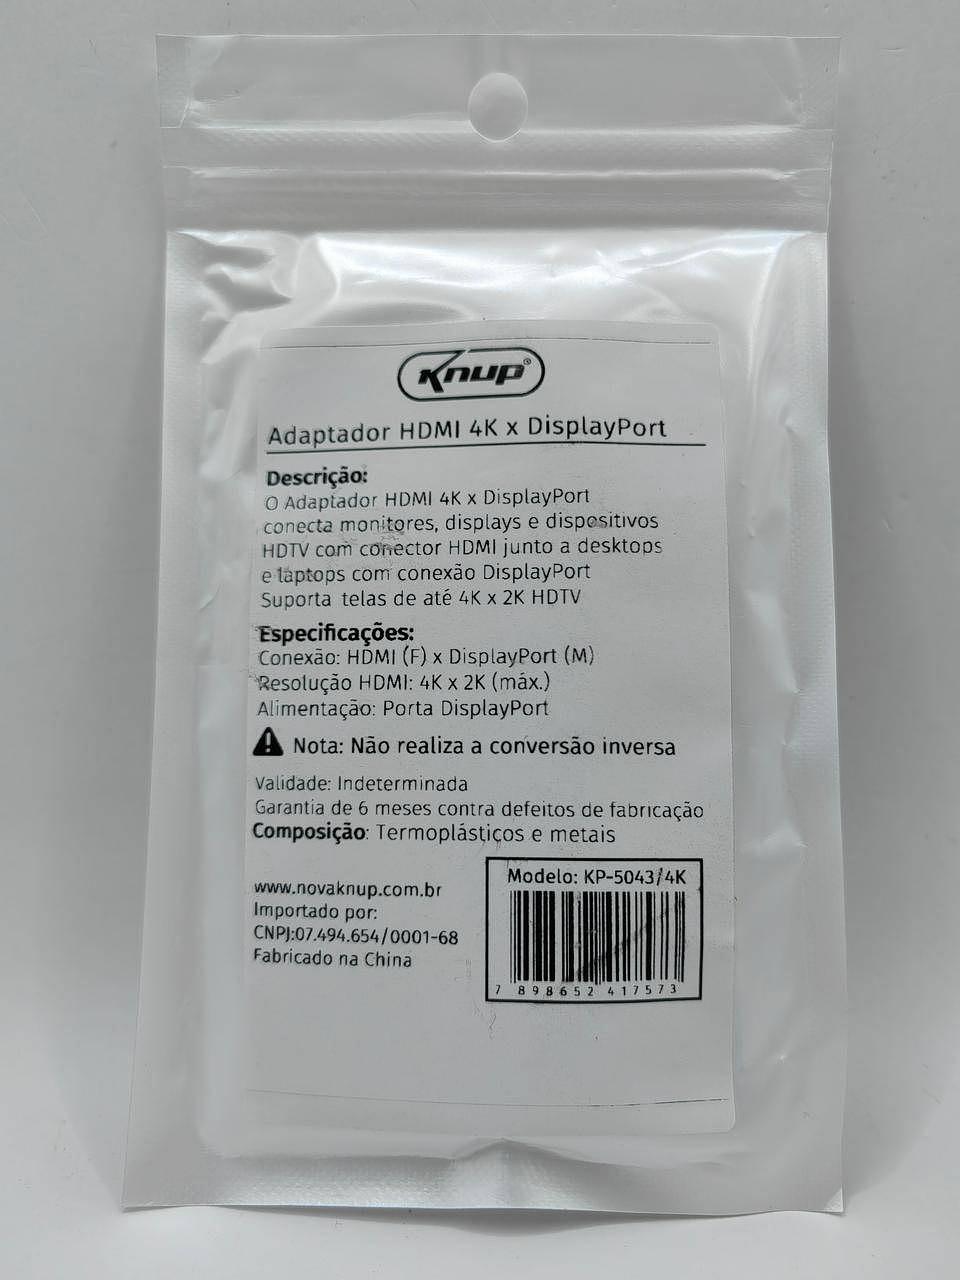 Knup®
Adaptador HDMI 4K x DisplayPort
Descrição:
O Adaptador HDMI 4K x DisplayPort
conecta monitores, displays e dispositivos
HDTV com conector HDMI junto a desktops
e laptops com conexão DisplayPort
Suporta telas de até 4K x 2K HDTV
Especificações:
Conexão: HDMI (F) x DisplayPort (M)
Resolução HDMI: 4K x 2K (máx.)
Alimentação: Porta DisplayPort
Nota: Não realiza a conversão inversa
Validade: Indeterminada
Garantia de 6 meses contra defeitos de fabricação
Composição: Termoplásticos e metais
www.novaknup.com.br
Importado por:
CNPJ:07.494.654/0001-68
Fabricado na China
Modelo: KP-5043/4K
7 898652 417573